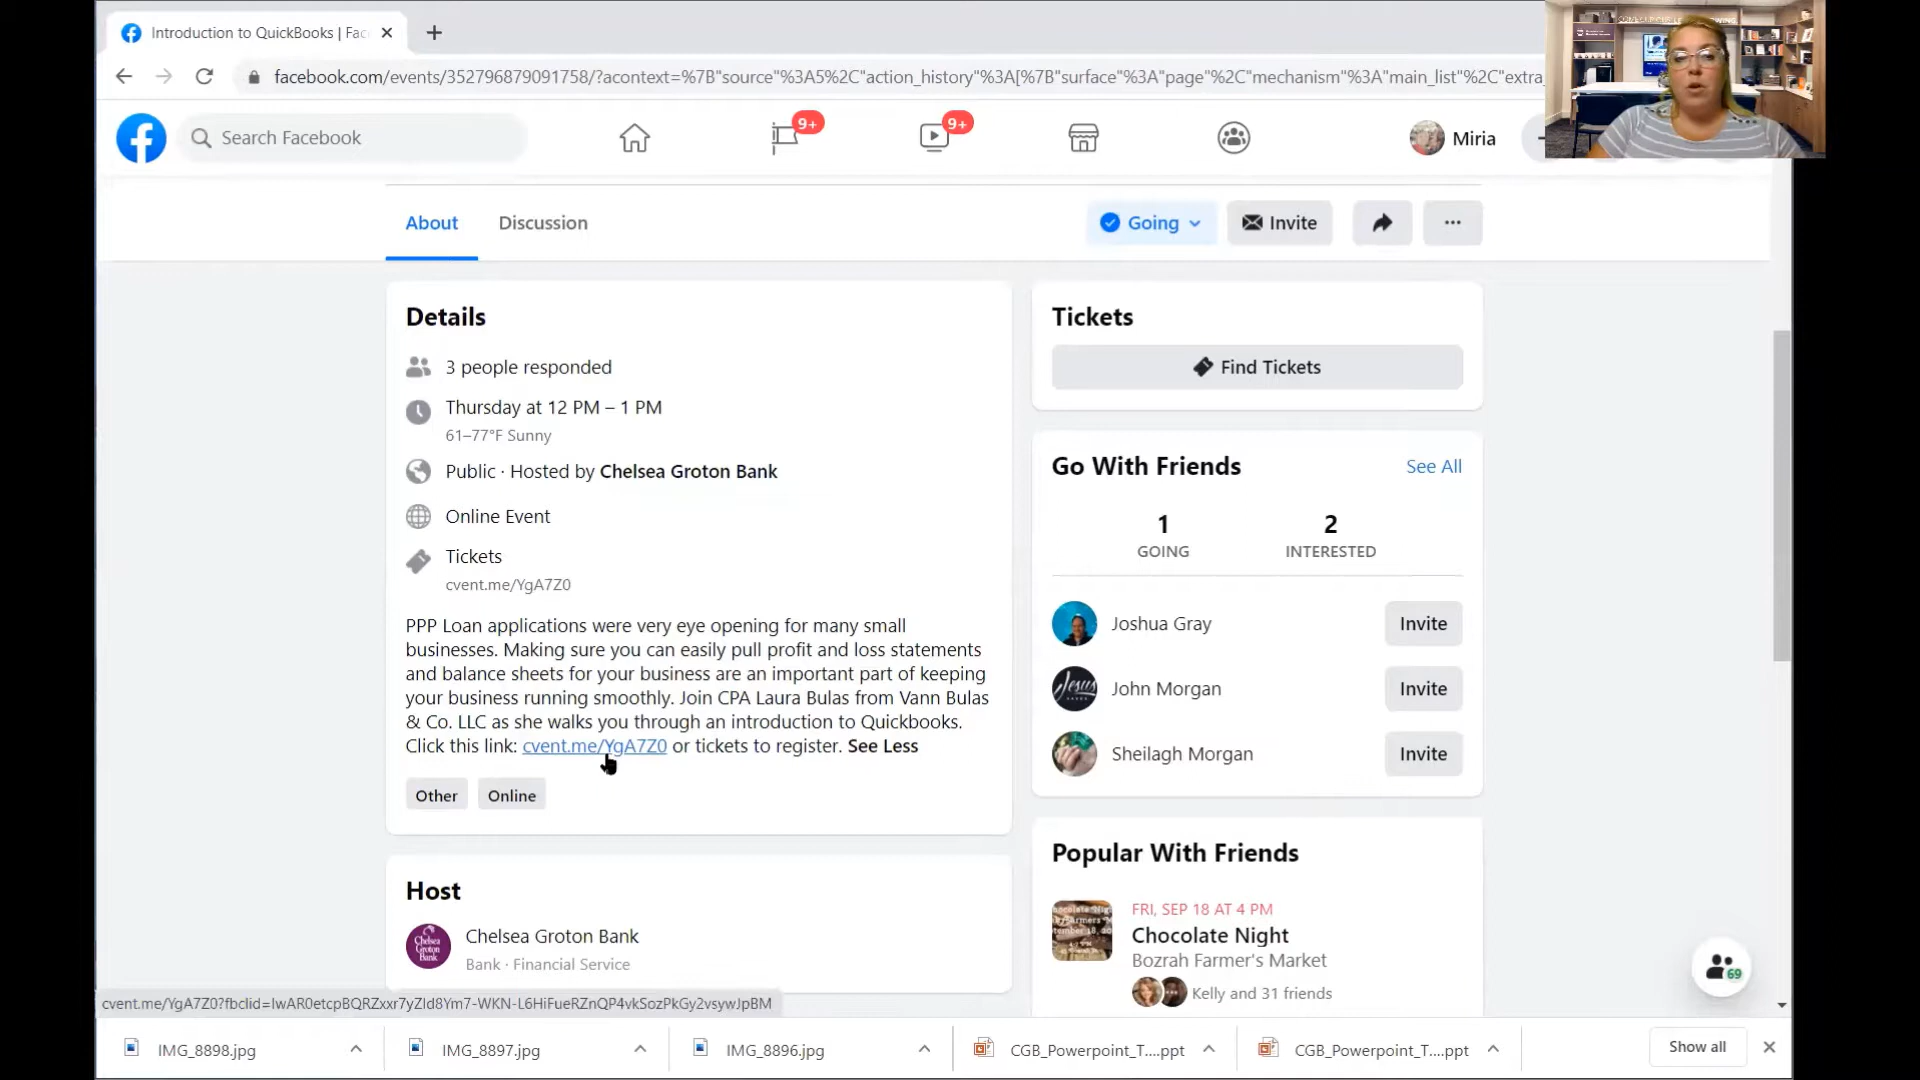 Introduction to QuickBooks | Fac
facebook.com/events/352796879091758/?acontext=%7B"source"%3A5%2C"action_history"%3A[%7B"surface"%3A"page"%2C"mechanism"%3A"main_list"%2C"extra_
Search Facebook
9+
9+
Miria
About
Discussion
Going
Invite
Details
3 people responded
Thursday at 12 PM – 1 PM
61–77°F Sunny
Public · Hosted by Chelsea Groton Bank
Online Event
Tickets
cvent.me/YgA7Z0
PPP Loan applications were very eye opening for many small
businesses. Making sure you can easily pull profit and loss statements
and balance sheets for your business are an important part of keeping
your business running smoothly. Join CPA Laura Bulas from Vann Bulas
& Co. LLC as she walks you through an introduction to Quickbooks.
Click this link: cvent.me/YgA7Z0 or tickets to register. See Less
Other
Online
Host
Chelsea Groton Bank
Chelsea Groton Bank
Bank · Financial Service
Tickets
Find Tickets
Go With Friends
See All
1
GOING
2
INTERESTED
Joshua Gray
Invite
Jesus
John Morgan
Invite
Sheilagh Morgan
Invite
Popular With Friends
FRI, SEP 18 AT 4 PM
Chocolate Night
Bozrah Farmer's Market
Kelly and 31 friends
69
cvent.me/YgA7Z0?fbclid=IwAR0etcpBQRZxxr7yZId8Ym7-WKN-L6HiFueRZnQP4vkSozPkGy2vsywJpBM
IMG_8898.jpg
IMG_8897.jpg
IMG_8896.jpg
CGB_Powerpoint_T....ppt
CGB_Powerpoint_T....ppt
Show all